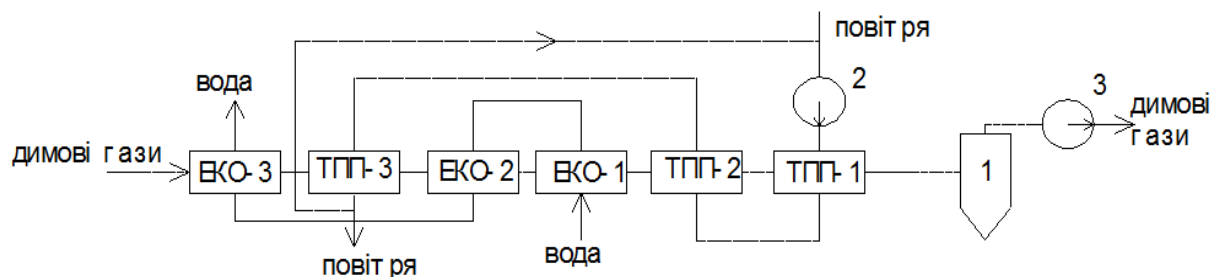 повітря
вода
2
3
димові гази
димові
гази
ЕКО-3
ТПП-3
ЕКО-2
ЕКО-1
ТПП-2
ТПП-1
1
повітря
вода